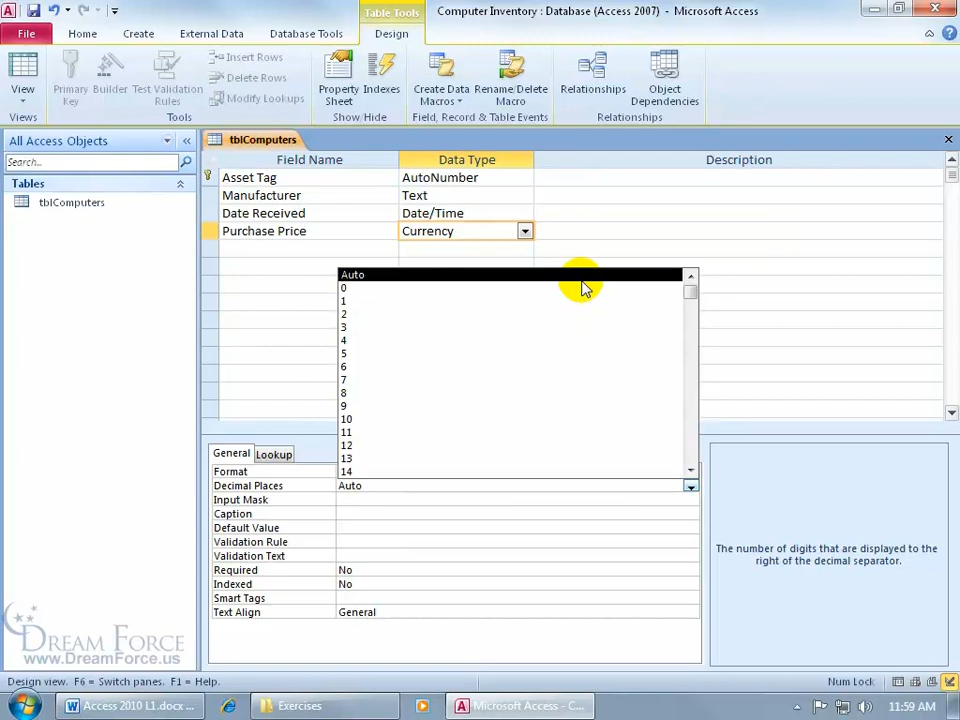 Table Tools
Computer Inventory : Database (Access 2007) - Microsoft Access
File
Home
Create
External Data
Database Tools
Design
View
Primary Key
Builder
Test Validation Rules
Insert Rows
Delete Rows
Modify Lookups
Property Sheet
Indexes
Create Data Macros
Rename/Delete Macro
Relationships
Object Dependencies
Views
Tools
Show/Hide
Field, Record & Table Events
Relationships
All Access Objects
Search...
Tables
tblComputers
tblComputers
Field Name Data Type Description
Asset Tag AutoNumber
Manufacturer Text
Date Received Date/Time
Purchase Price Currency
Auto
0
1
2
3
4
5
6
7
8
9
10
11
12
13
14
General
Lookup
Format
Decimal Places Auto
Input Mask
Caption
Default Value
Validation Rule
Validation Text
Required No
Indexed No
Smart Tags
Text Align General
The number of digits that are displayed to the
right of the decimal separator.
DREAM FORCE
www.DreamForce.us
Design view. F6 = Switch panes. F1 = Help.
Num Lock
Access 2010 L1.docx ...
Exercises
Microsoft Access - C...
11:59 AM